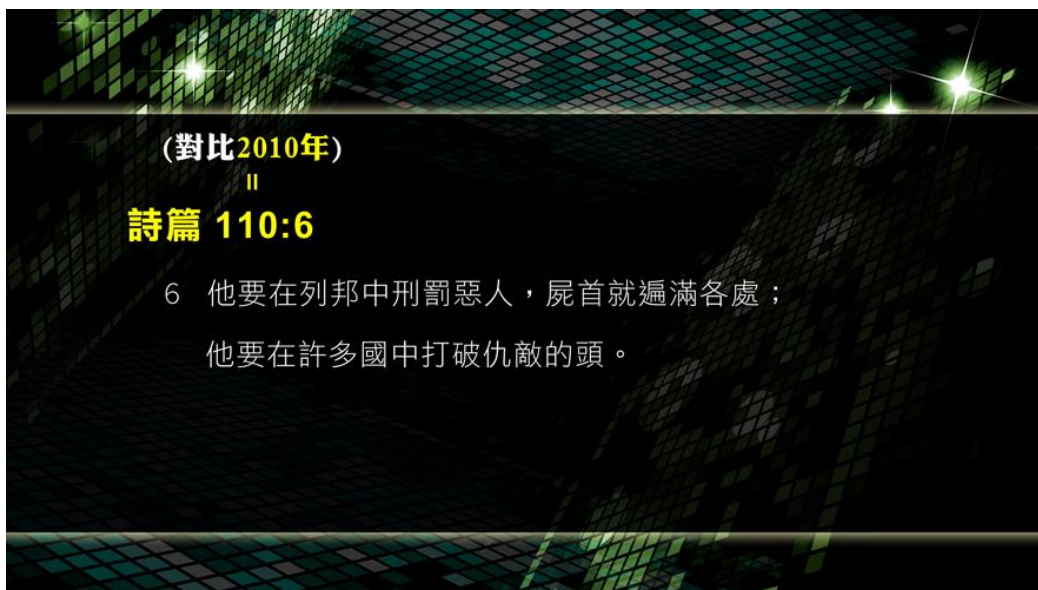 (對比2010年)
=
詩篇 110:6
6 他要在列邦中刑罰惡人,屍首就遍滿各處;
他要在許多國中打破仇敵的頭。